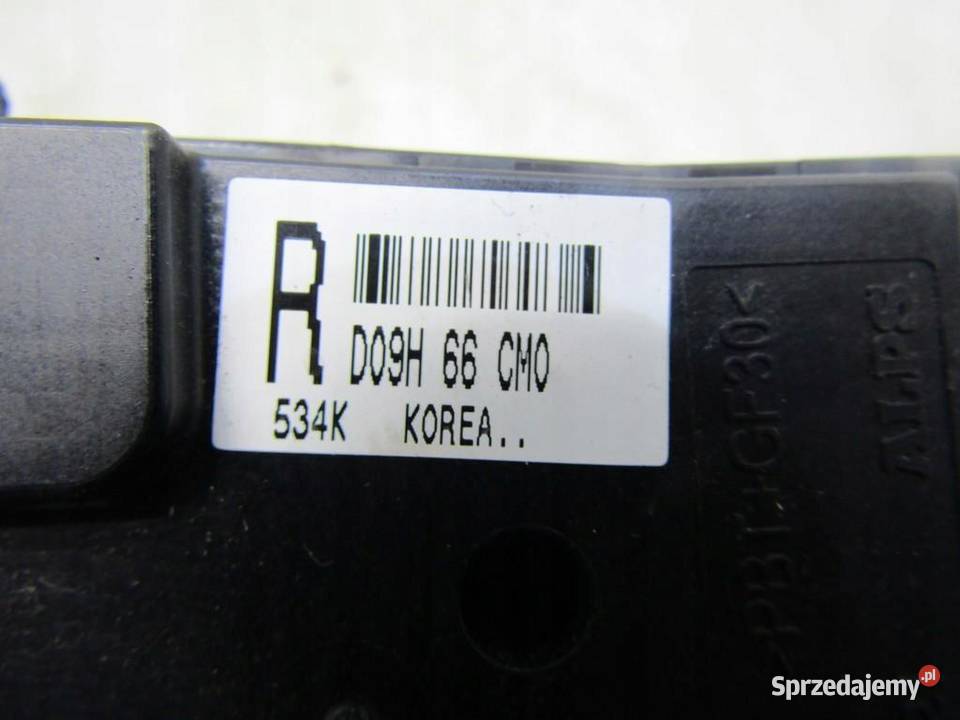 R
D09H 66 CM0
534K KOREA..
>PBT+GF30<
ALPS
Sprzedajemy.pl